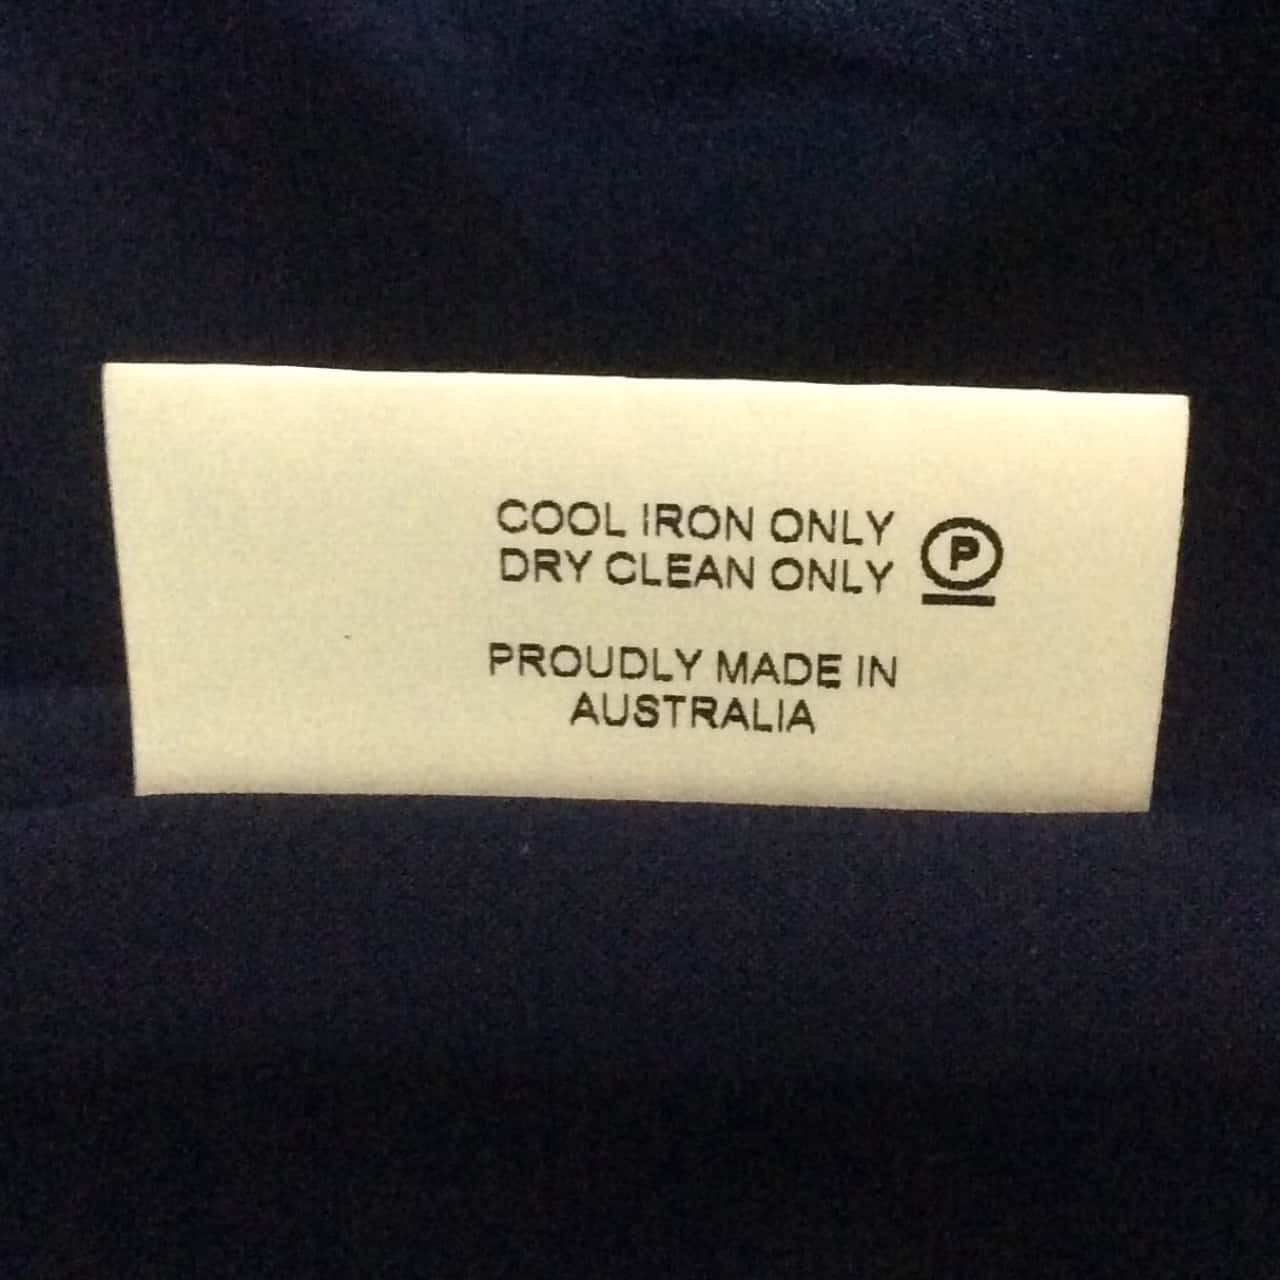 COOL IRON ONLY
DRY CLEAN ONLY
P
PROUDLY MADE IN
AUSTRALIA